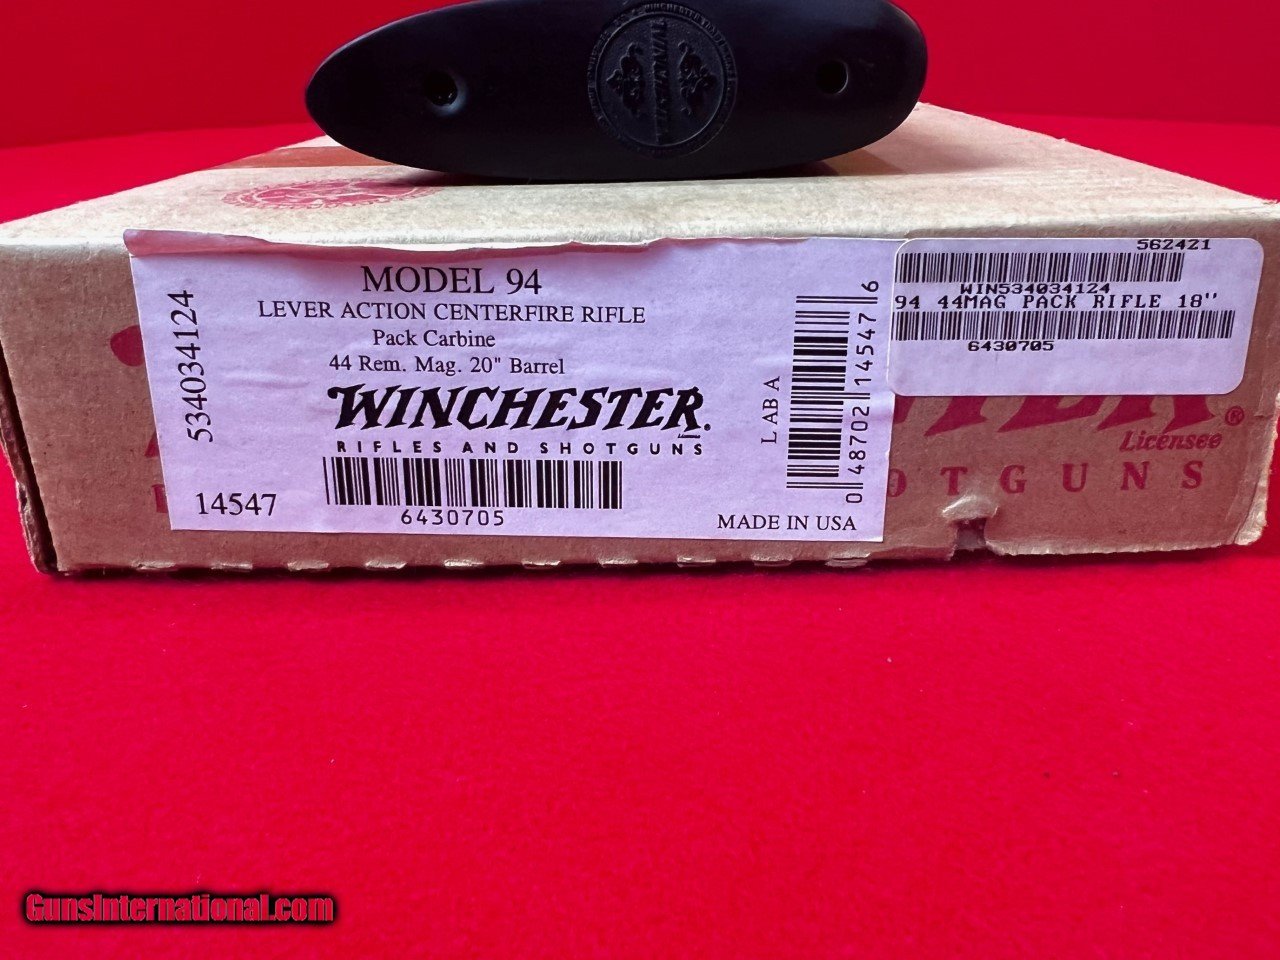 WINCHESTER
534034124
MODEL 94
LEVER ACTION CENTERFIRE RIFLE
Pack Carbine
44 Rem. Mag. 20" Barrel
WINCHESTER.
RIFLES AND SHOTGUNS
6430705
14547
L AB A
0 48702 14547 6
MADE IN USA
562421
WIN534034124
94 44MAG PACK RIFLE 18"
6430705
®
Licensee
OTGUNS
GunsInternational.com